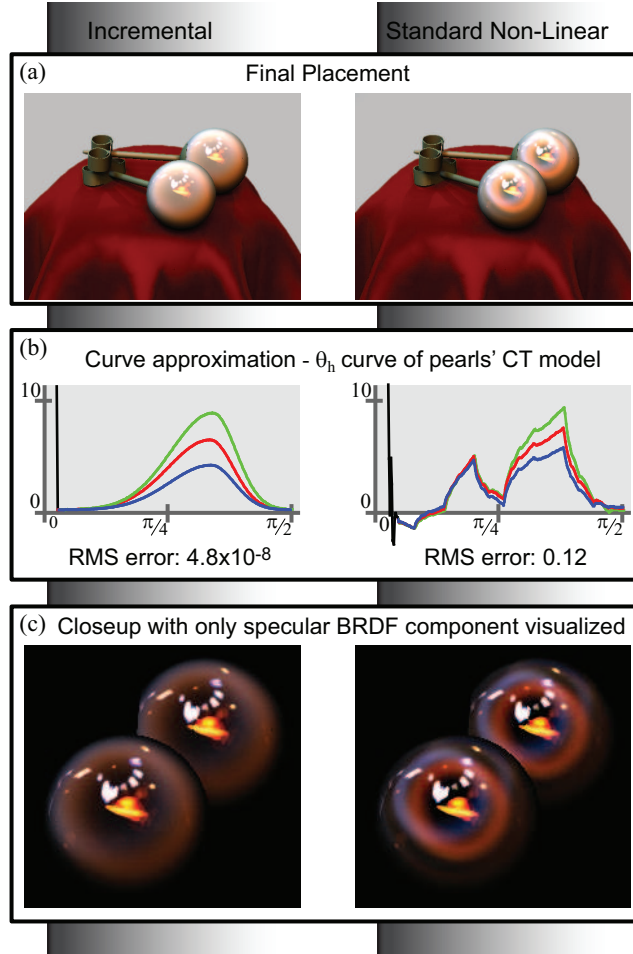 Incremental
Standard Non-Linear
(a)
Final Placement
(b)
Curve approximation - θh curve of pearls’ CT model
10
10
0
0
0
π/4
π/2
0
π/4
π/2
RMS error: 4.8x10-8
RMS error: 0.12
(c)
Closeup with only specular BRDF component visualized